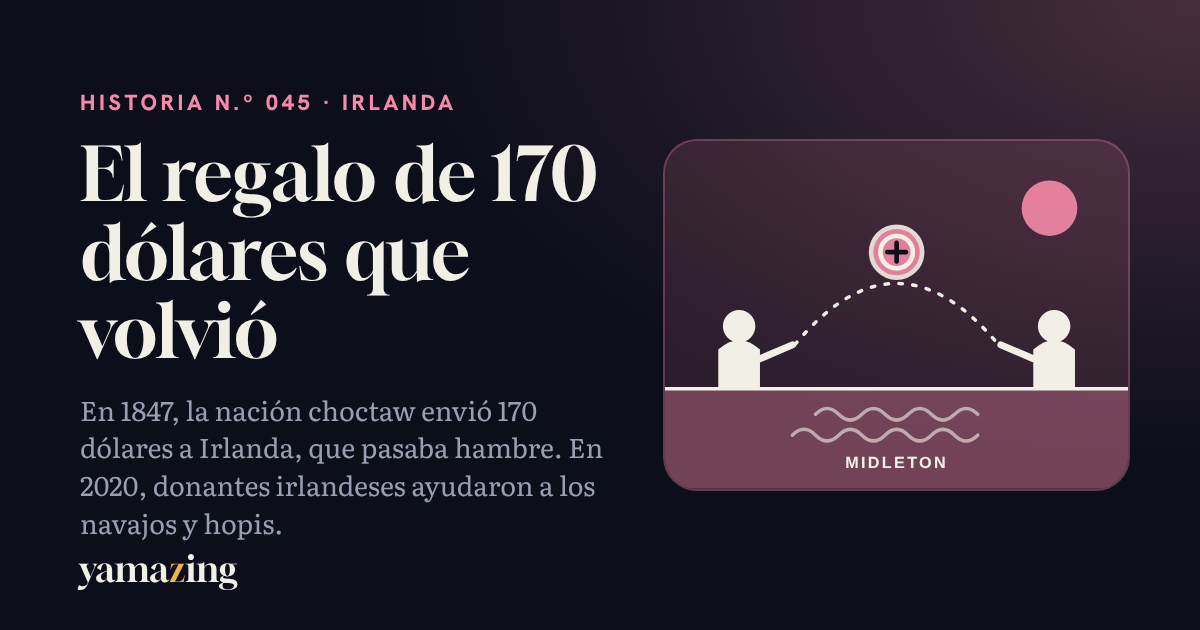 HISTORIA N.º 045 · IRLANDA
El regalo de 170
dólares que
volvió
En 1847, la nación choctaw envió 170
dólares a Irlanda, que pasaba hambre. En
2020, donantes irlandeses ayudaron a los
navajos y hopis.
yamazing
MIDLETON